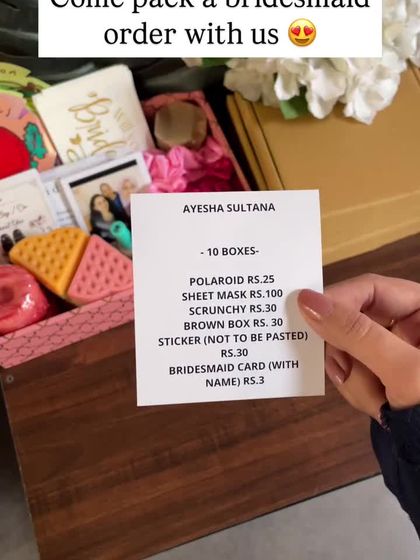 Come pack a bridesmaid
order with us 😍
Bride
AYESHA SULTANA
- 10 BOXES-
POLAROID RS.25
SHEET MASK RS.100
SCRUNCHY RS.30
BROWN BOX RS. 30
STICKER (NOT TO BE PASTED)
RS.30
BRIDESMAID CARD (WITH
NAME) RS.3